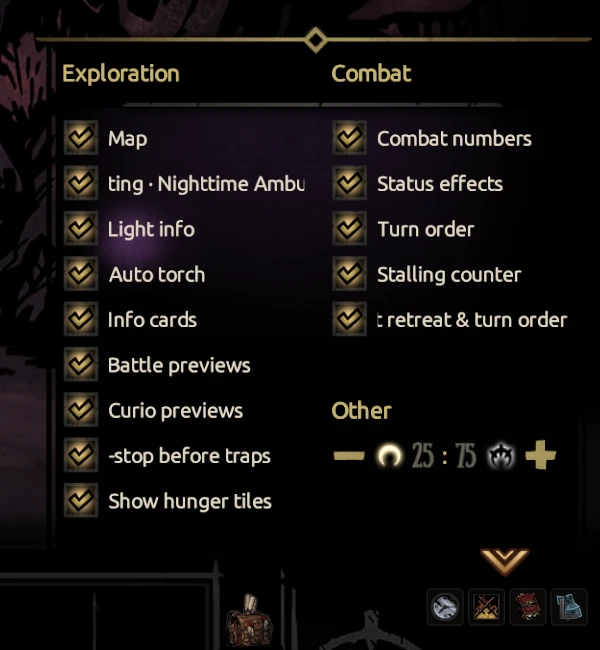 Exploration
Map
ting · Nighttime Ambu
Light info
Auto torch
Info cards
Battle previews
Curio previews
-stop before traps
Show hunger tiles
Combat
Combat numbers
Status effects
Turn order
Stalling counter
t retreat & turn order
Other
25 : 75